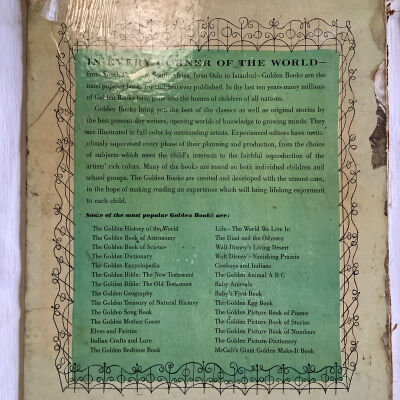 IN EVERY CORNER OF THE WORLD—
from South Africa, from Oslo to Istanbul—Golden Books are the
most popular books for children ever published. In the last ten years many millions
of Golden Books have gone into the homes of children of all nations.
Golden Books bring you the best of the classics as well as original stories by
the best present-day writers, opening worlds of knowledge to growing minds. They
are illustrated in full color by outstanding artists. Experienced editors have metic-
ulously supervised every phase of their planning and production, from the choice
of subjects which meet the child's interests to the faithful reproduction of the
artists' rich colors. Many of the books are tested on both individual children and
school groups. The Golden Books are created and developed with the utmost care,
in the hope of making reading an experience which will bring lifelong enjoyment
to each child.
Some of the most popular Golden Books are:
The Golden History of the World
The Golden Book of Astronomy
The Golden Book of Science
The Golden Dictionary
The Golden Encyclopedia
The Golden Bible: The New Testament
The Golden Bible: The Old Testament
The Golden Geography
The Golden Treasury of Natural History
The Golden Song Book
The Golden Mother Goose
Elves and Fairies
Indian Crafts and Lore
The Golden Bedtime Book
Life—The World We Live In
The Iliad and the Odyssey
Walt Disney's Living Desert
Walt Disney's Vanishing Prairie
Cowboys and Indians
The Golden Animal A B C
Baby Animals
Baby's First Book
The Golden Egg Book
The Golden Picture Book of Poems
The Golden Picture Book of Stories
The Golden Picture Book of Numbers
The Golden Picture Dictionary
McCall's Giant Golden Make-It Book